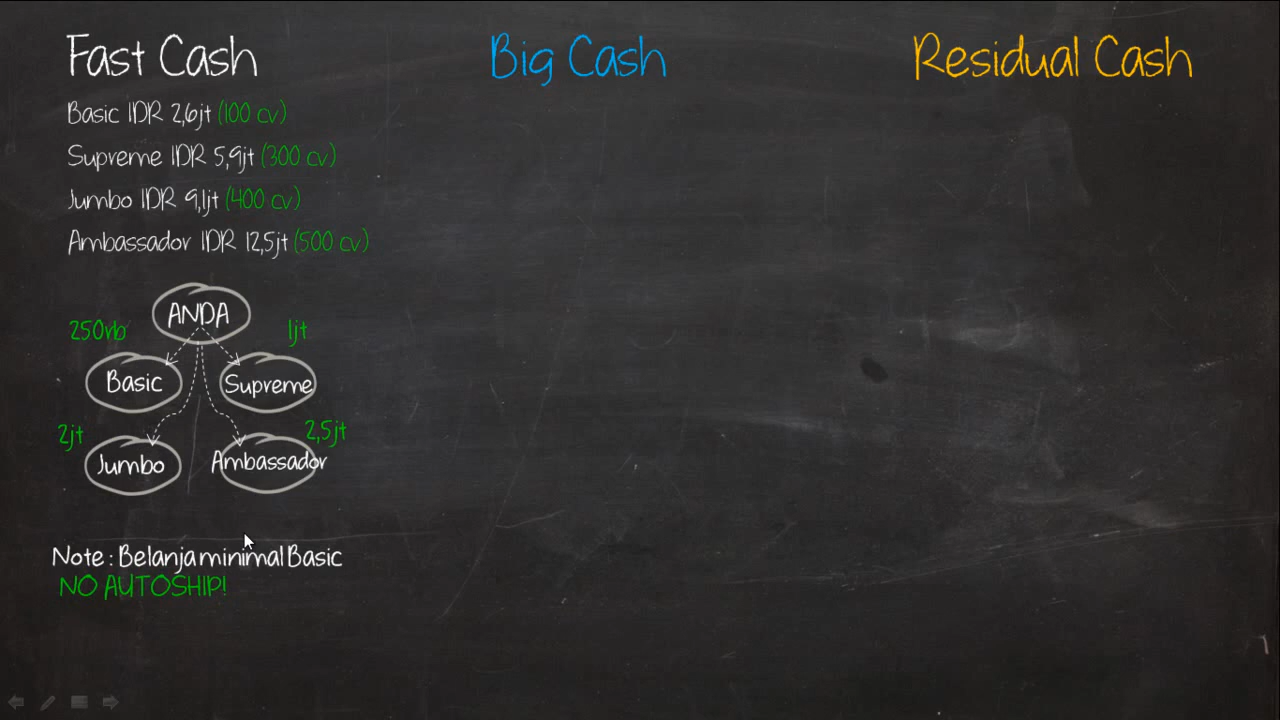 Fast Cash
Big Cash
Residual Cash
Basic IDR 2,6jt (100 cv)
Supreme IDR 5,9jt (300 cv)
Jumbo IDR 9,1jt (400 cv)
Ambassador IDR 12,5jt (500 cv)
ANDA
250rb
1jt
Basic
Supreme
2jt
2,5jt
Jumbo
Ambassador
Note : Belanja minimal Basic
NO AUTOSHIP!